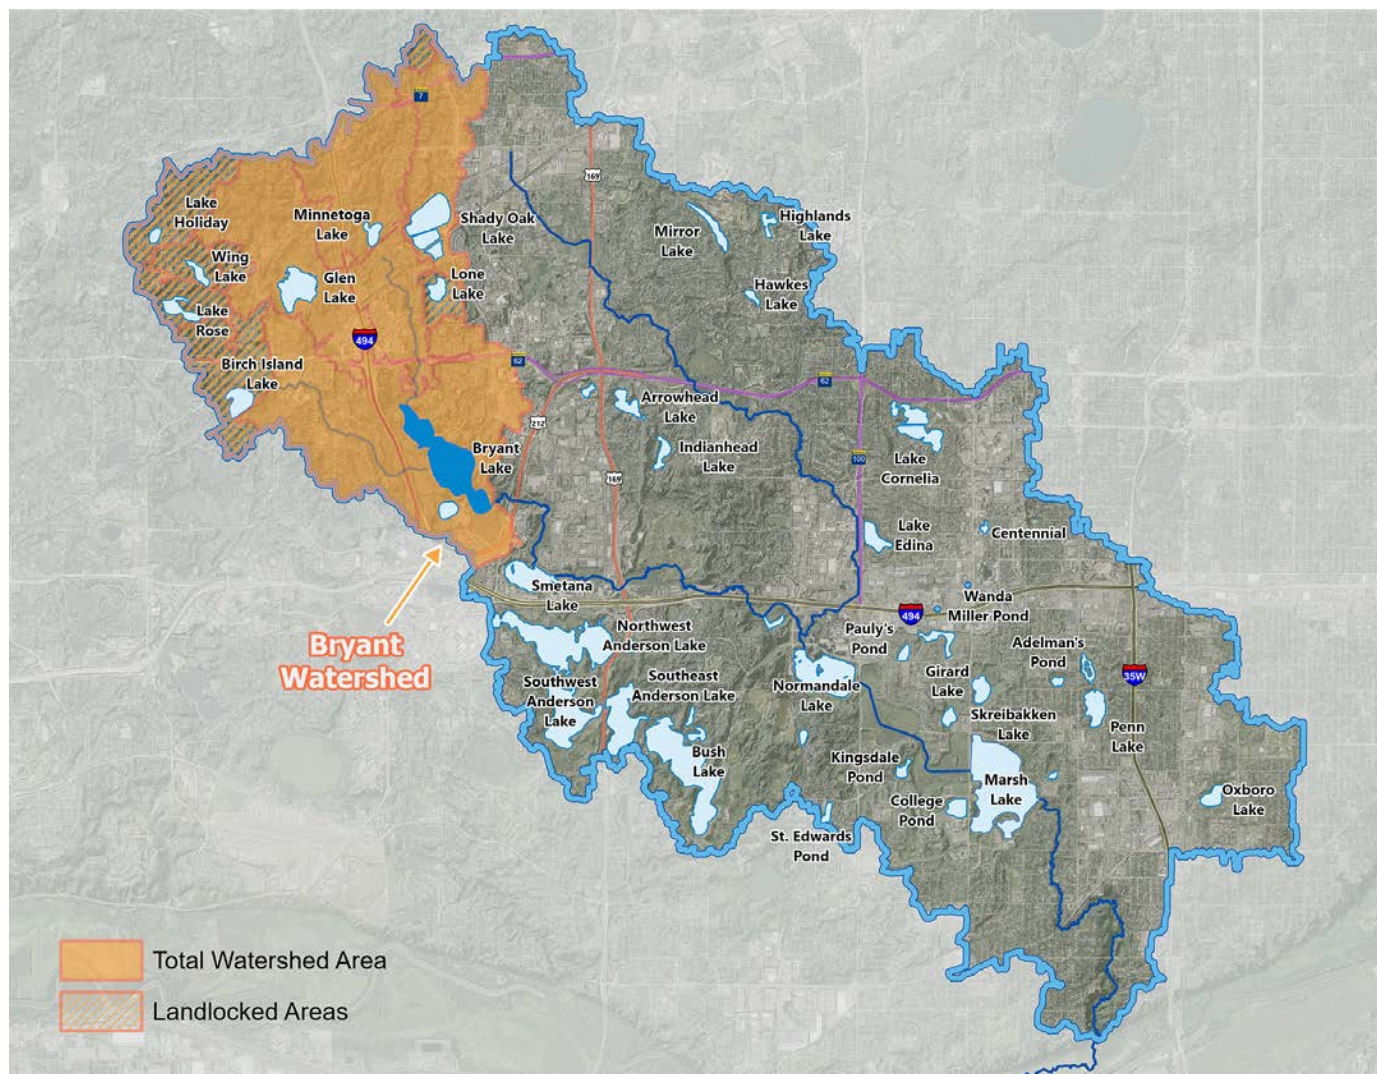 7
169
Lake
Holiday
Minnetoga
Lake
Shady Oak
Lake
Mirror
Lake
Highlands
Lake
Wing
Lake
Glen
Lake
Lone
Lake
Hawkes
Lake
Lake
Rose
494
Birch Island
Lake
62
62
Arrowhead
Lake
212
Bryant
Lake
Indianhead
Lake
169
100
Lake
Cornelia
Lake
Edina
Centennial
Smetana
Lake
Wanda
Miller Pond
494
Bryant
Watershed
Northwest
Anderson Lake
Pauly's
Pond
Adelman's
Pond
Southwest
Anderson
Lake
Southeast
Anderson Lake
Normandale
Lake
Girard
Lake
35W
Skreibakken
Lake
Penn
Lake
Bush
Lake
Kingsdale
Pond
Marsh
Lake
College
Pond
Oxboro
Lake
St. Edwards
Pond
Total Watershed Area
Landlocked Areas